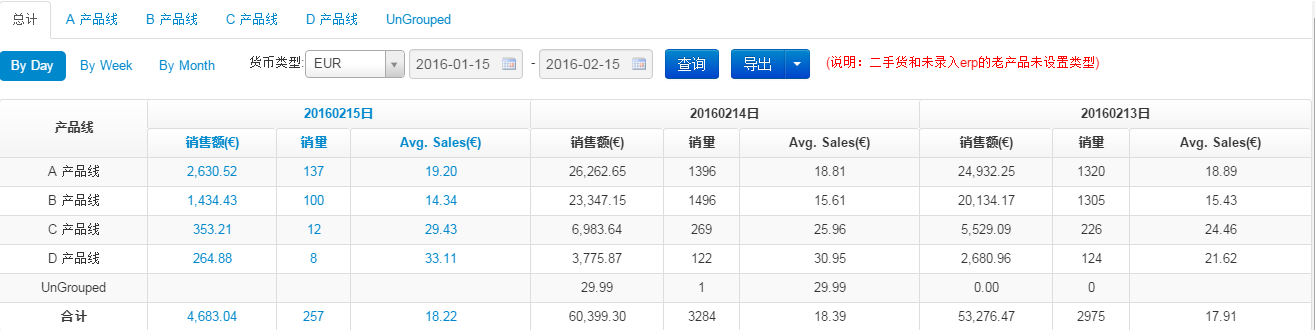 总计 A 产品线 B 产品线 C 产品线 D 产品线 UnGrouped
By Day By Week By Month 货币类型: EUR 2016-01-15 - 2016-02-15 查询 导出 (说明：二手货和未录入erp的老产品未设置类型)
产品线 20160215日 20160214日 20160213日
销售额(€) 销量 Avg. Sales(€) 销售额(€) 销量 Avg. Sales(€) 销售额(€) 销量 Avg. Sales(€)
A 产品线 2,630.52 137 19.20 26,262.65 1396 18.81 24,932.25 1320 18.89
B 产品线 1,434.43 100 14.34 23,347.15 1496 15.61 20,134.17 1305 15.43
C 产品线 353.21 12 29.43 6,983.64 269 25.96 5,529.09 226 24.46
D 产品线 264.88 8 33.11 3,775.87 122 30.95 2,680.96 124 21.62
UnGrouped 29.99 1 29.99 0.00 0
合计 4,683.04 257 18.22 60,399.30 3284 18.39 53,276.47 2975 17.91